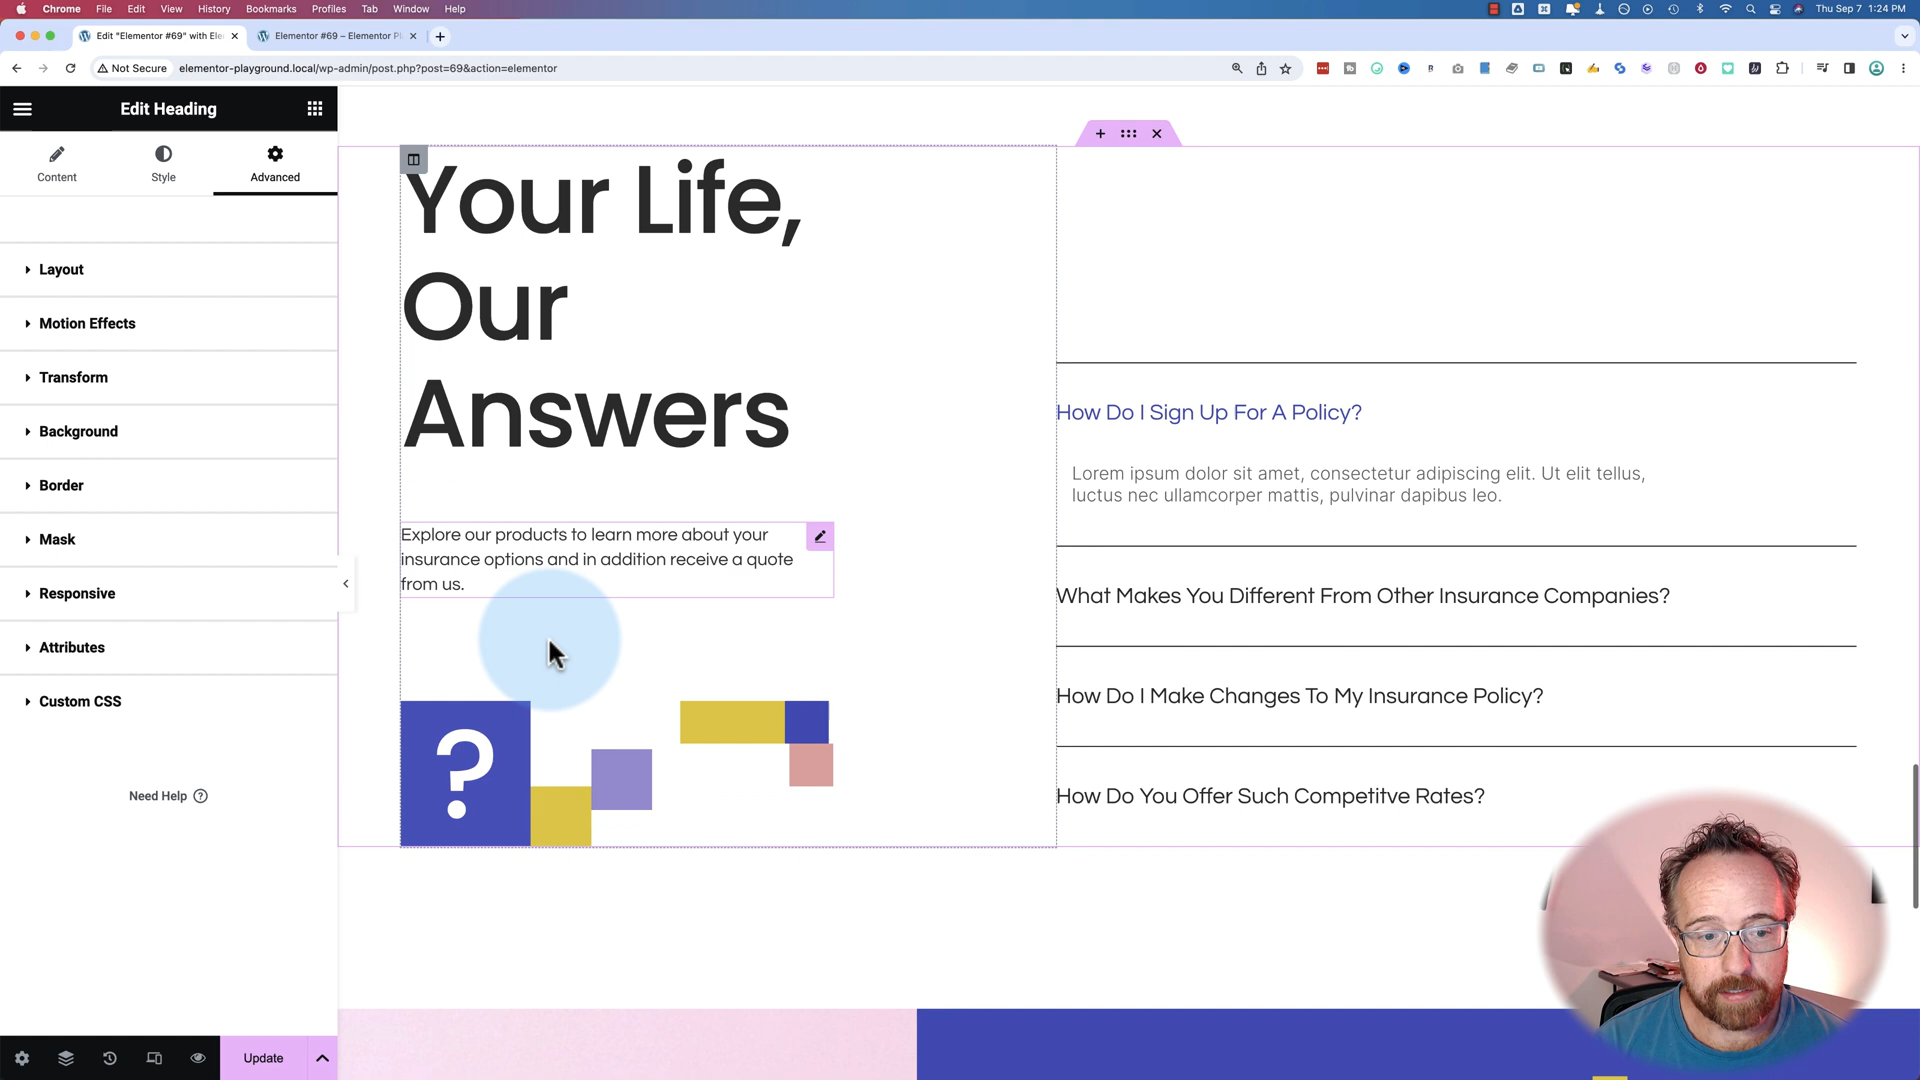 Chrome File Edit View History Bookmarks Profiles Tab Window Help
Thu Sep 7 1:24 PM
Edit "Elementor #69" with Ele
Elementor #69 – Elementor Pl
Not Secure elementor-playground.local/wp-admin/post.php?post=69&action=elementor
Edit Heading
Content Style Advanced
Layout
Motion Effects
Transform
Background
Border
Mask
Responsive
Attributes
Custom CSS
Need Help ?
Update
Your Life,
Our
Answers
Explore our products to learn more about your
insurance options and in addition receive a quote
from us.
?
How Do I Sign Up For A Policy?
Lorem ipsum dolor sit amet, consectetur adipiscing elit. Ut elit tellus,
luctus nec ullamcorper mattis, pulvinar dapibus leo.
What Makes You Different From Other Insurance Companies?
How Do I Make Changes To My Insurance Policy?
How Do You Offer Such Competitve Rates?